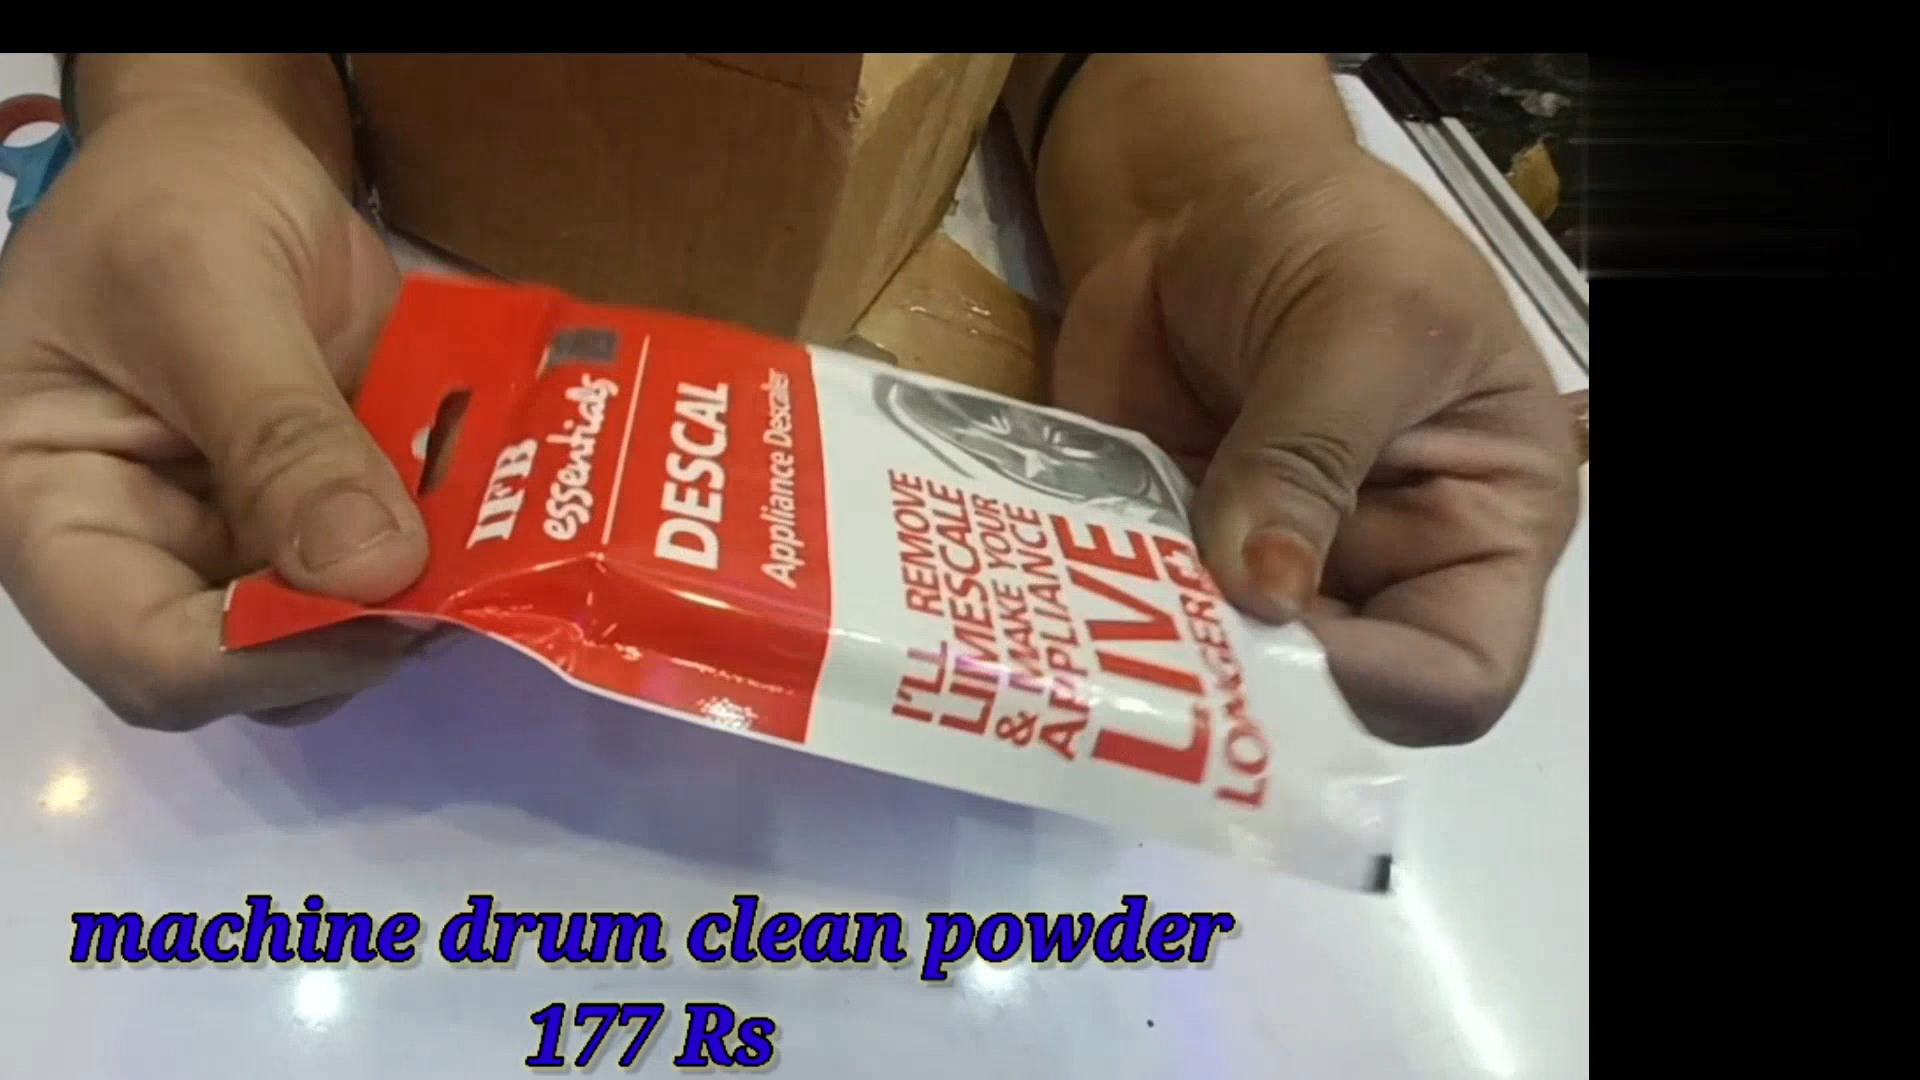 IFB
essentials
DESCAL
Appliance Descaler
I'LL REMOVE
LIMESCALE
& MAKE YOUR
APPLIANCE
LIVE
LONGER
machine drum clean powder
177 Rs